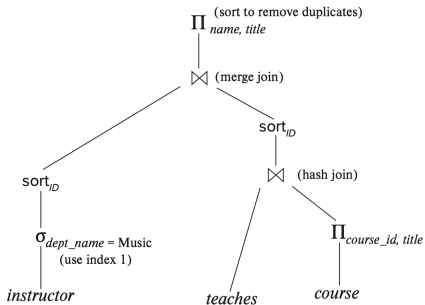 Π name, title (sort to remove duplicates)
⋈ (merge join)
sort ID
⋈ (hash join)
sort ID
σ dept_name = Music
(use index 1)
Π course_id, title
instructor
teaches
course